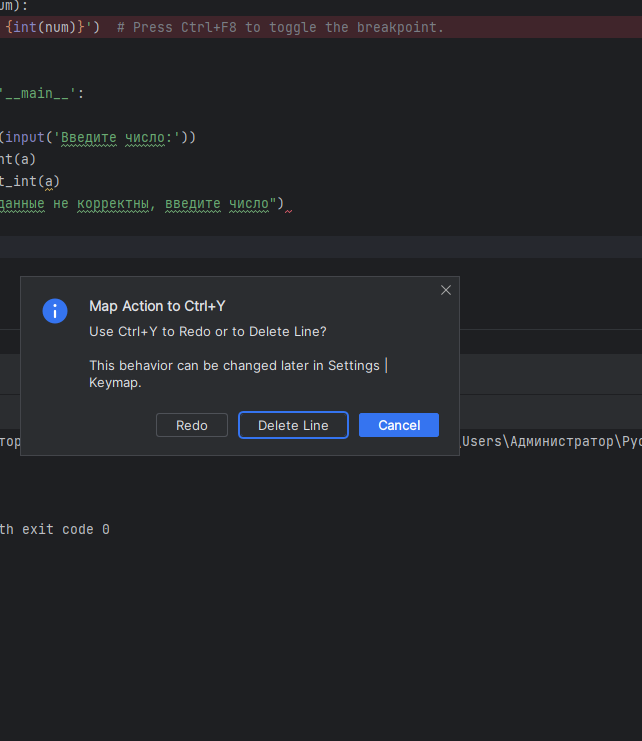 um):
{int(num)}')  # Press Ctrl+F8 to toggle the breakpoint.
'__main__':
(input('Введите число:'))
nt(a)
t_int(a)
данные не корректны, введите число")
Map Action to Ctrl+Y
Use Ctrl+Y to Redo or to Delete Line?
This behavior can be changed later in Settings |
Keymap.
Redo Delete Line Cancel
тор \Users\Администратор\Рус
th exit code 0